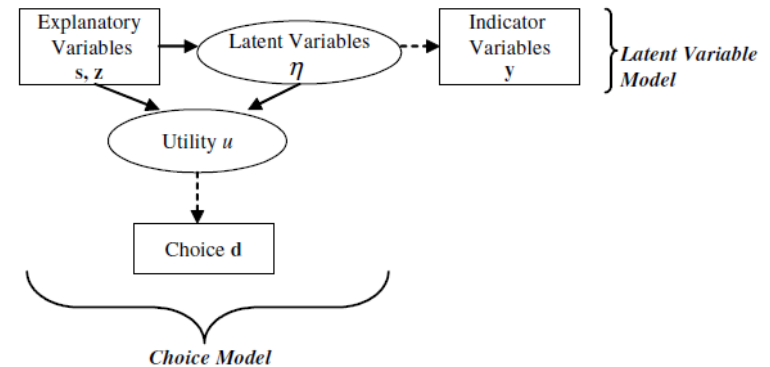 Explanatory
Variables
s, z
Latent Variables
η
Indicator
Variables
y
Latent Variable
Model
Utility u
Choice d
Choice Model